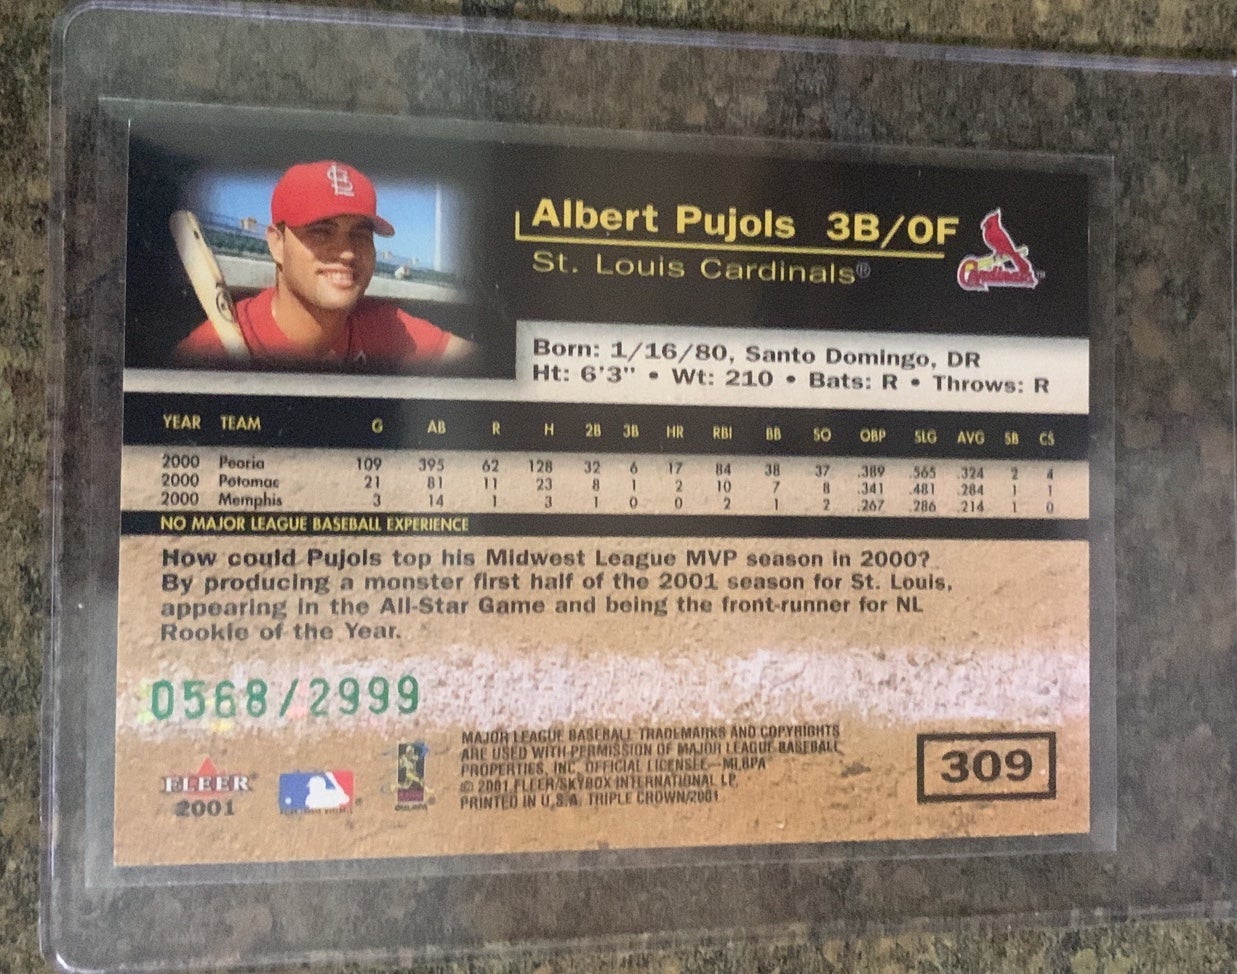 Albert Pujols 3B/OF
St. Louis Cardinals®
Cardinals™
Born: 1/16/80, Santo Domingo, DR
Ht: 6'3" • Wt: 210 • Bats: R • Throws: R
YEAR TEAM G AB R H 2B 3B HR RBI BB SO OBP SLG AVG SB CS
2000 Peoria 109 395 62 128 32 6 17 84 38 37 .389 .565 .324 2 4
2000 Potomac 21 81 11 23 8 1 2 10 7 8 .341 .481 .284 1 1
2000 Memphis 3 14 1 3 1 0 0 2 1 2 .267 .286 .214 1 0
NO MAJOR LEAGUE BASEBALL EXPERIENCE
How could Pujols top his Midwest League MVP season in 2000?
By producing a monster first half of the 2001 season for St. Louis,
appearing in the All-Star Game and being the front-runner for NL
Rookie of the Year.
0568/2999
MAJOR LEAGUE BASEBALL TRADEMARKS AND COPYRIGHTS
ARE USED WITH PERMISSION OF MAJOR LEAGUE BASEBALL
PROPERTIES, INC. OFFICIAL LICENSEE—MLBPA
© 2001 FLEER/SKYBOX INTERNATIONAL LP.
PRINTED IN U.S.A. TRIPLE CROWN/2001
FLEER
2001
309